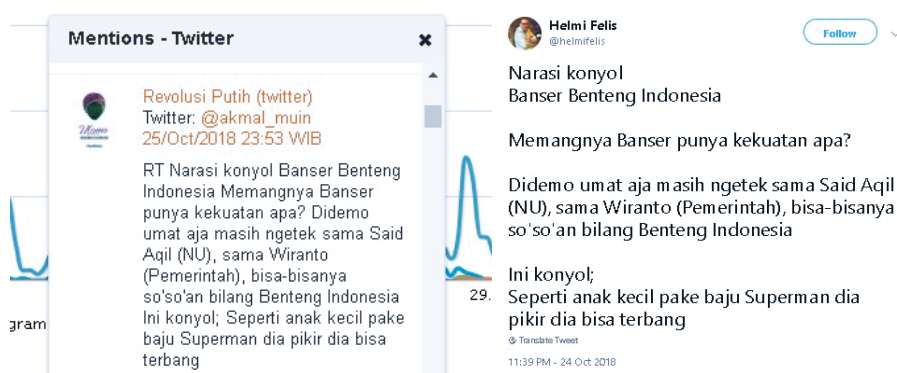 Mentions - Twitter
Revolusi Putih (twitter)
Twitter: @akmal_muin
25/Oct/2018 23:53 WIB
RT Narasi konyol Banser Benteng
Indonesia Memangnya Banser
punya kekuatan apa? Didemo
umat aja masih ngetek sama Said
Aqil (NU), sama Wiranto
(Pemerintah), bisa-bisanya
so'so'an bilang Benteng Indonesia
Ini konyol; Seperti anak kecil pake
baju Superman dia pikir dia bisa
terbang
gram
29.
Helmi Felis
@helmifelis
Follow
Narasi konyol
Banser Benteng Indonesia
Memangnya Banser punya kekuatan apa?
Didemo umat aja masih ngetek sama Said Aqil
(NU), sama Wiranto (Pemerintah), bisa-bisanya
so'so'an bilang Benteng Indonesia
Ini konyol;
Seperti anak kecil pake baju Superman dia
pikir dia bisa terbang
Translate Tweet
11:39 PM - 24 Oct 2018